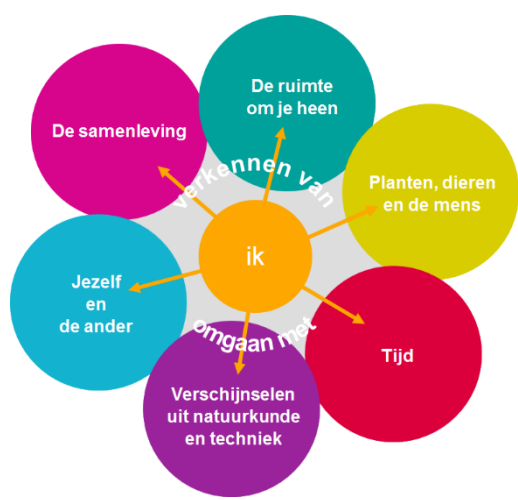 De ruimte
om je heen
De samenleving
verkennen van
Planten, dieren
en de mens
ik
Jezelf
en
de ander
omgaan met
Tijd
Verschijnselen
uit natuurkunde
en techniek